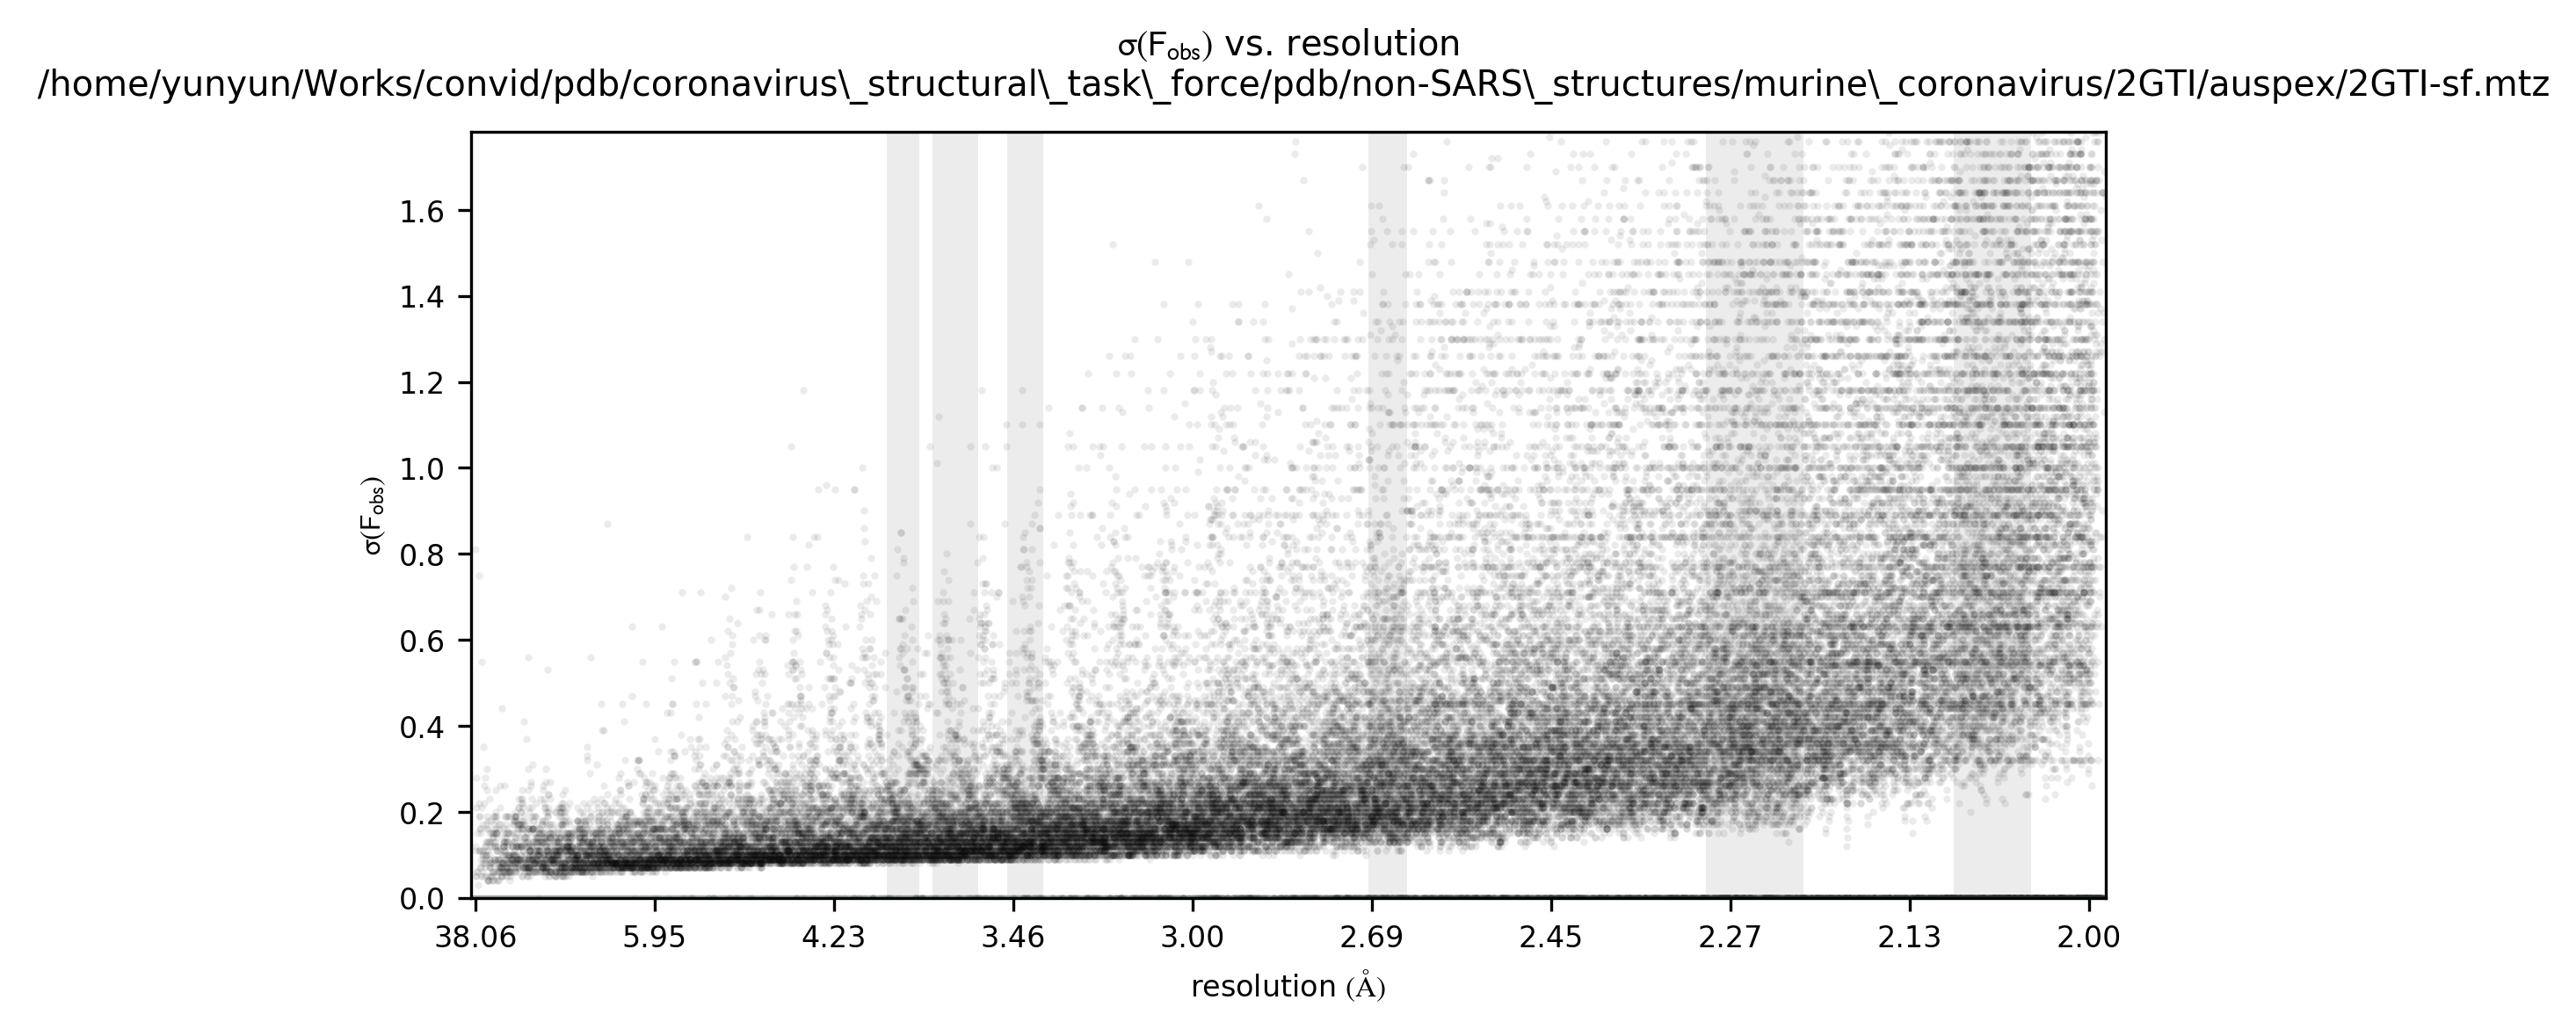 σ(Fobs) vs. resolution
/home/yunyun/Works/convid/pdb/coronavirus\_structural\_task\_force/pdb/non-SARS\_structures/murine\_coronavirus/2GTI/auspex/2GTI-sf.mtz
σ(Fobs)
1.6
1.4
1.2
1.0
0.8
0.6
0.4
0.2
0.0
38.06 5.95 4.23 3.46 3.00 2.69 2.45 2.27 2.13 2.00
resolution (Å)